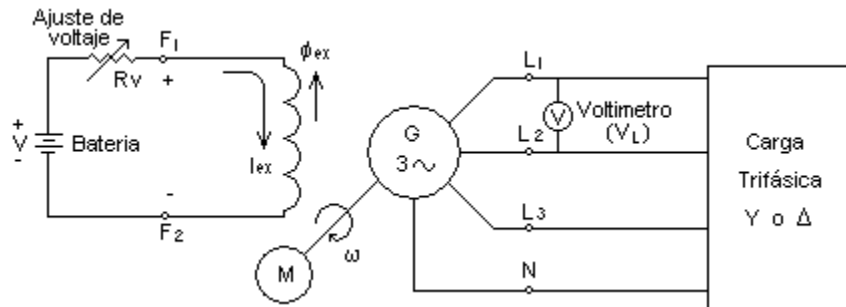 Ajuste de
voltaje
F1
Rv
+
ϕex
+
V
-
Bateria
Iex
-
F2
M
ω
G
3∼
L1
V
Voltimetro
(VL)
L2
L3
N
Carga
Trifásica
Y o Δ